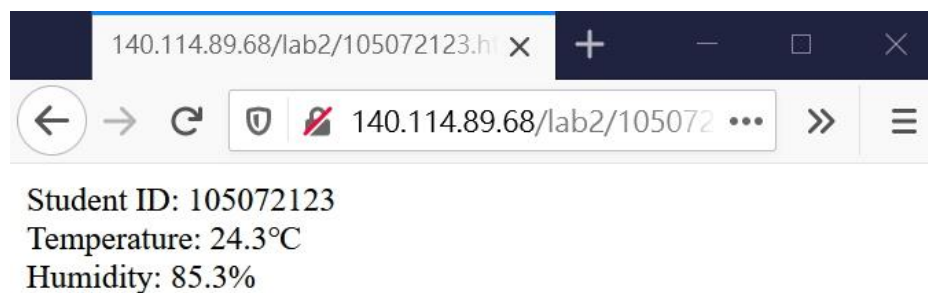 140.114.89.68/lab2/105072123.h
140.114.89.68/lab2/105072
Student ID: 105072123
Temperature: 24.3°C
Humidity: 85.3%